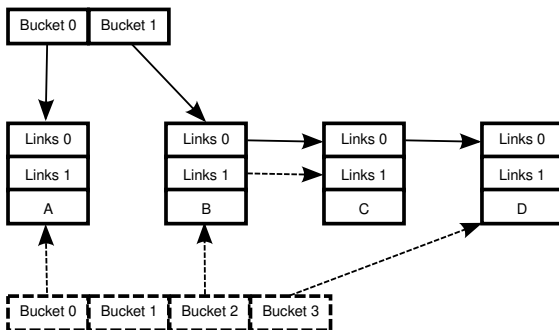 Bucket 0 Bucket 1
Links 0 Links 0 Links 0 Links 0
Links 1 Links 1 Links 1 Links 1
A B C D
Bucket 0 Bucket 1 Bucket 2 Bucket 3